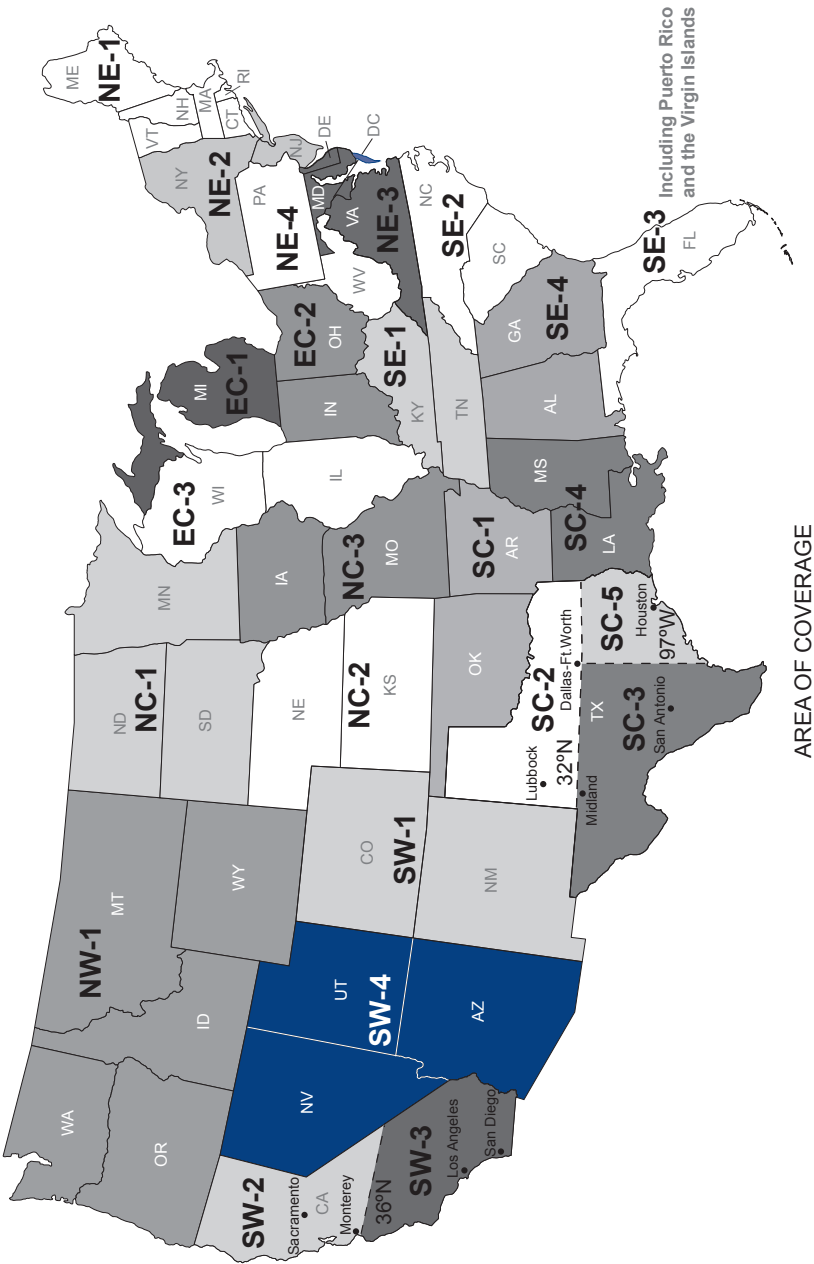 WA
OR
ID
MT
NW-1
WY
NV
UT
SW-4
AZ
SW-2
Sacramento
CA
Monterey
36ºN
SW-3
Los Angeles
San Diego
CO
SW-1
NM
ND
NC-1
SD
NE
NC-2
KS
MN
IA
NC-3
MO
OK
SC-1
AR
Lubbock
SC-2
32ºN
Dallas-Ft.Worth
Midland
TX
SC-3
San Antonio
SC-5
Houston
97ºW
SC-4
LA
MS
EC-3
WI
IL
MI
EC-1
IN
EC-2
OH
SE-1
KY
TN
AL
GA
SE-4
SE-3
FL
Including Puerto Rico
and the Virgin Islands
NC
SE-2
SC
WV
VA
NE-3
MD
DE
DC
PA
NE-4
NY
NE-2
NJ
VT
NH
MA
CT
RI
ME
NE-1
AREA OF COVERAGE